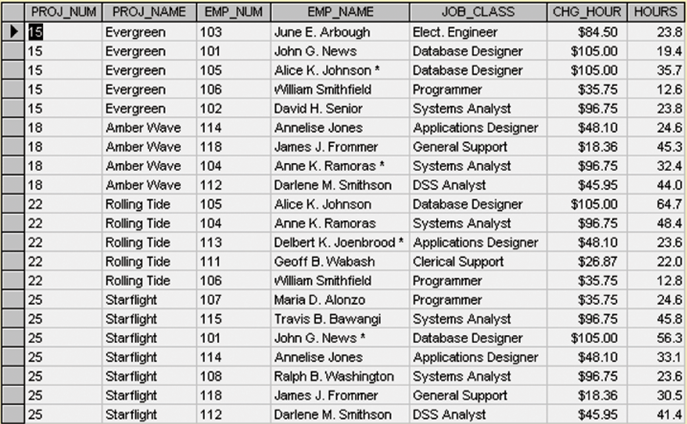 PROJ_NUM PROJ_NAME EMP_NUM EMP_NAME JOB_CLASS CHG_HOUR HOURS
15 Evergreen 103 June E. Arbough Elect. Engineer $84.50 23.8
15 Evergreen 101 John G. News Database Designer $105.00 19.4
15 Evergreen 105 Alice K. Johnson * Database Designer $105.00 35.7
15 Evergreen 106 William Smithfield Programmer $35.75 12.6
15 Evergreen 102 David H. Senior Systems Analyst $96.75 23.8
18 Amber Wave 114 Annelise Jones Applications Designer $48.10 24.6
18 Amber Wave 118 James J. Frommer General Support $18.36 45.3
18 Amber Wave 104 Anne K. Ramoras * Systems Analyst $96.75 32.4
18 Amber Wave 112 Darlene M. Smithson DSS Analyst $45.95 44.0
22 Rolling Tide 105 Alice K. Johnson Database Designer $105.00 64.7
22 Rolling Tide 104 Anne K. Ramoras Systems Analyst $96.75 48.4
22 Rolling Tide 113 Delbert K. Joenbrood * Applications Designer $48.10 23.6
22 Rolling Tide 111 Geoff B. Wabash Clerical Support $26.87 22.0
22 Rolling Tide 106 William Smithfield Programmer $35.75 12.8
25 Starflight 107 Maria D. Alonzo Programmer $35.75 24.6
25 Starflight 115 Travis B. Bawangi Systems Analyst $96.75 45.8
25 Starflight 101 John G. News * Database Designer $105.00 56.3
25 Starflight 114 Annelise Jones Applications Designer $48.10 33.1
25 Starflight 108 Ralph B. Washington Systems Analyst $96.75 23.6
25 Starflight 118 James J. Frommer General Support $18.36 30.5
25 Starflight 112 Darlene M. Smithson DSS Analyst $45.95 41.4